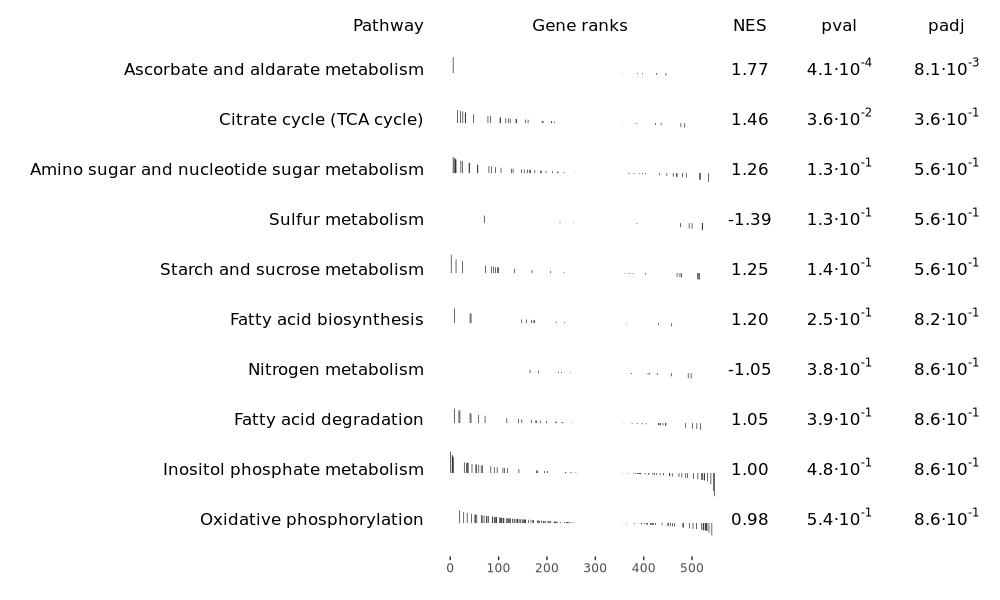 Pathway Gene ranks NES pval padj
Ascorbate and aldarate metabolism 1.77 4.1·10⁻⁴ 8.1·10⁻³
Citrate cycle (TCA cycle) 1.46 3.6·10⁻² 3.6·10⁻¹
Amino sugar and nucleotide sugar metabolism 1.26 1.3·10⁻¹ 5.6·10⁻¹
Sulfur metabolism -1.39 1.3·10⁻¹ 5.6·10⁻¹
Starch and sucrose metabolism 1.25 1.4·10⁻¹ 5.6·10⁻¹
Fatty acid biosynthesis 1.20 2.5·10⁻¹ 8.2·10⁻¹
Nitrogen metabolism -1.05 3.8·10⁻¹ 8.6·10⁻¹
Fatty acid degradation 1.05 3.9·10⁻¹ 8.6·10⁻¹
Inositol phosphate metabolism 1.00 4.8·10⁻¹ 8.6·10⁻¹
Oxidative phosphorylation 0.98 5.4·10⁻¹ 8.6·10⁻¹
0 100 200 300 400 500